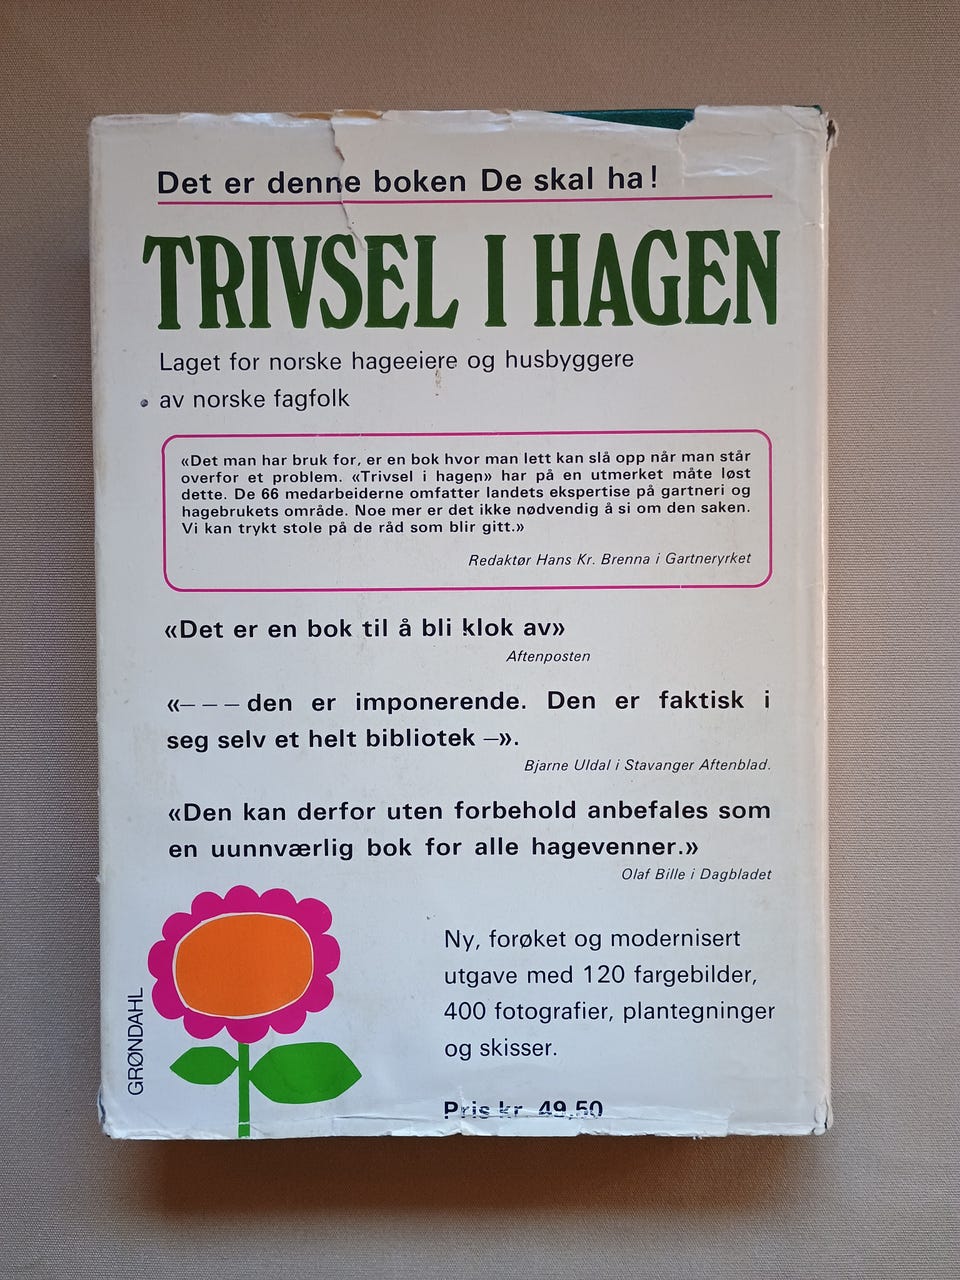 Det er denne boken De skal ha!
TRIVSEL I HAGEN
Laget for norske hageeiere og husbyggere
av norske fagfolk
«Det man har bruk for, er en bok hvor man lett kan slå opp når man står
overfor et problem. «Trivsel i hagen» har på en utmerket måte løst
dette. De 66 medarbeiderne omfatter landets ekspertise på gartneri og
hagebrukets område. Noe mer er det ikke nødvendig å si om den saken.
Vi kan trykt stole på de råd som blir gitt.»
Redaktør Hans Kr. Brenna i Gartneryrket
«Det er en bok til å bli klok av»
Aftenposten
«– – – den er imponerende. Den er faktisk i
seg selv et helt bibliotek –».
Bjarne Uldal i Stavanger Aftenblad.
«Den kan derfor uten forbehold anbefales som
en uunnværlig bok for alle hagevenner.»
Olaf Bille i Dagbladet
Ny, forøket og modernisert
utgave med 120 fargebilder,
400 fotografier, plantegninger
og skisser.
Pris kr. 49,50
GRØNDAHL